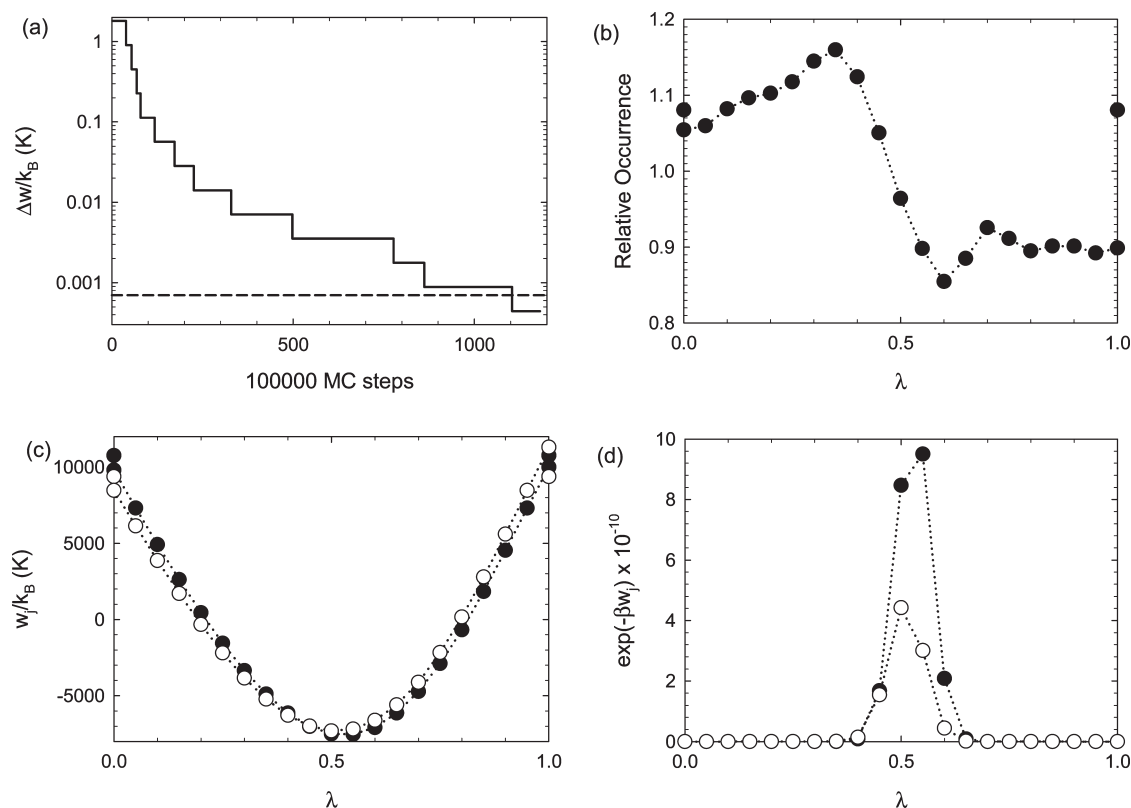 (a)
1
0.1
0.01
0.001
Δw/k_B (K)
0
500
1000
100000 MC steps
(b)
1.2
1.1
1.0
0.9
0.8
Relative Occurrence
0.0
0.5
1.0
λ
(c)
10000
5000
0
-5000
w_j/k_B (K)
0.0
0.5
1.0
λ
(d)
10
8
6
4
2
0
exp(-βw_j) x 10^-10
0.0
0.5
1.0
λ